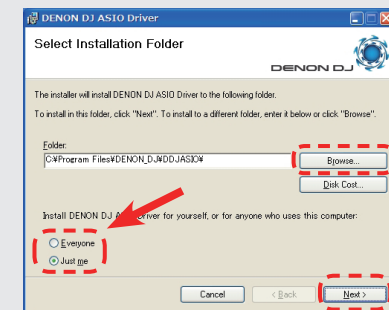 DENON DJ ASIO Driver
Select Installation Folder
DENON DJ
The installer will install DENON DJ ASIO Driver to the following folder.
To install in this folder, click "Next". To install to a different folder, enter it below or click "Browse".
Folder:
C:¥Program Files¥DENON_DJ¥DDJASIO¥
Browse...
Disk Cost...
Install DENON DJ river for yourself, or for anyone who uses this computer:
Everyone
Just me
Cancel
< Back
Next >